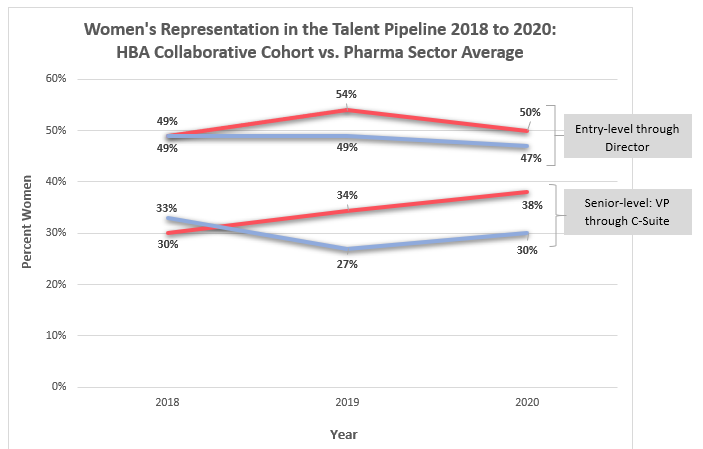 Women's Representation in the Talent Pipeline 2018 to 2020:
HBA Collaborative Cohort vs. Pharma Sector Average
60%
50%
40%
30%
20%
10%
0%
Percent Women
49%
49%
54%
49%
50%
47%
33%
30%
34%
27%
38%
30%
Entry-level through
Director
Senior-level: VP
through C-Suite
2018
2019
2020
Year